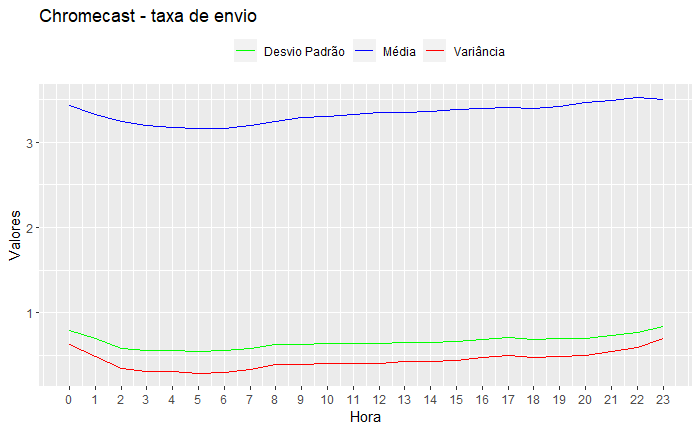 Chromecast - taxa de envio
Desvio Padrão Média Variância
Valores
3
2
1
0 1 2 3 4 5 6 7 8 9 10 11 12 13 14 15 16 17 18 19 20 21 22 23
Hora